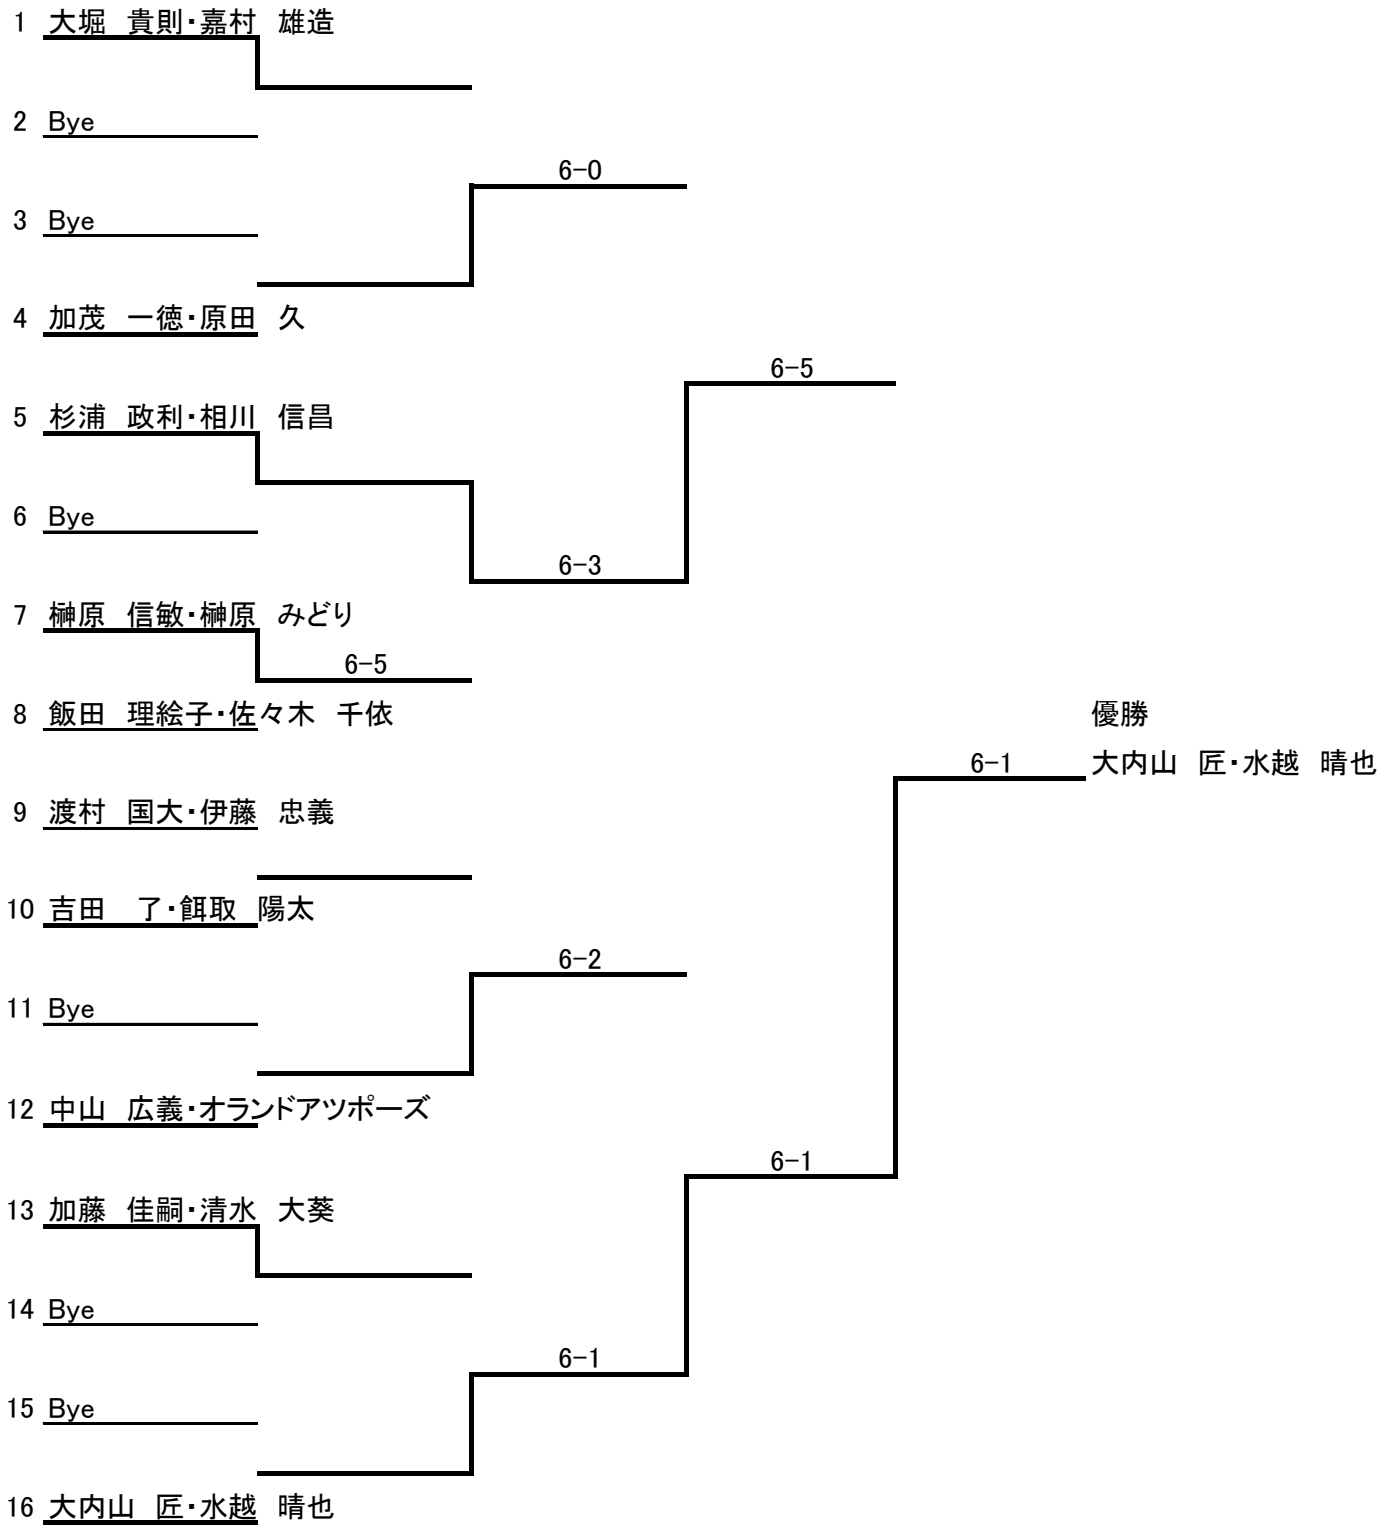 1 大堀　貴則・嘉村　雄造
2 Bye
6-0
3 Bye
4 加茂　一徳・原田　久
6-5
5 杉浦　政利・相川　信昌
6 Bye
6-3
7 榊原　信敏・榊原　みどり
6-5
8 飯田　理絵子・佐々木　千依
優勝
6-1 大内山　匠・水越　晴也
9 渡村　国大・伊藤　忠義
10 吉田　了・餌取　陽太
6-2
11 Bye
12 中山　広義・オランドアツポーズ
6-1
13 加藤　佳嗣・清水　大葵
14 Bye
6-1
15 Bye
16 大内山　匠・水越　晴也